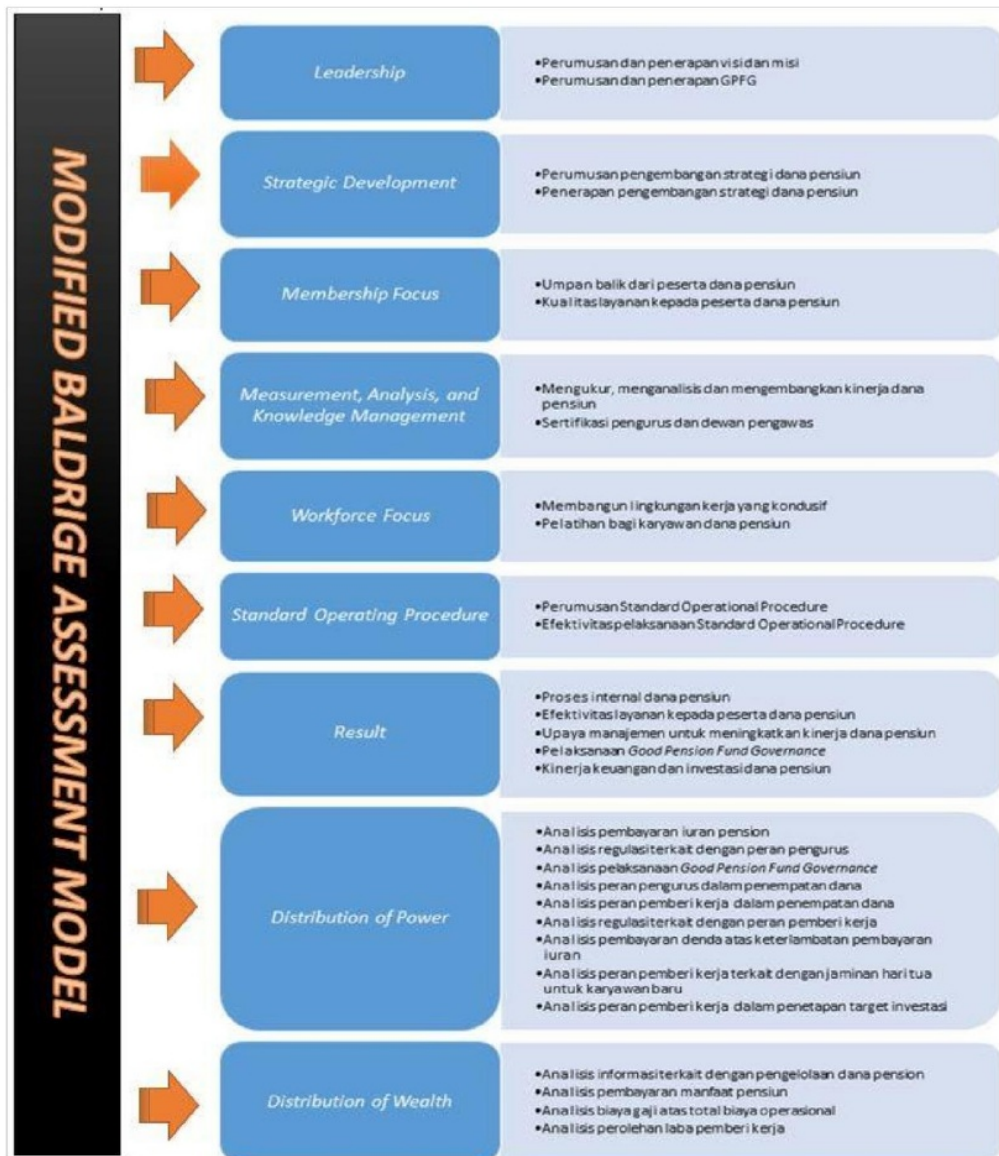 MODIFIED BALDRIGE ASSESSMENT MODEL
Leadership
•Perumusan dan penerapan visi dan misi
•Perumusan dan penerapan GPFG
Strategic Development
•Perumusan pengembangan strategi dana pensiun
•Penerapan pengembangan strategi dana pensiun
Membership Focus
•Umpan balik dari peserta dana pensiun
•Kualitas layanan kepada peserta dana pensiun
Measurement, Analysis, and
Knowledge Management
•Mengukur, menganalisis dan mengembangkan kinerja dana
pensiun
•Sertifikasi pengurus dan dewan pengawas
Workforce Focus
•Membangun lingkungan kerja yang kondusif
•Pelatihan bagi karyawan dana pensiun
Standard Operating Procedure
•Perumusan Standard Operational Procedure
•Efektivitas pelaksanaan Standard Operational Procedure
Result
•Proses internal dana pensiun
•Efektivitas layanan kepada peserta dana pensiun
•Upaya manajemen untuk meningkatkan kinerja dana pensiun
•Pelaksanaan Good Pension Fund Governance
•Kinerja keuangan dan investasi dana pensiun
Distribution of Power
•Analisis pembayaran iuran pension
•Analisis regulasi terkait dengan peran pengurus
•Analisis pelaksanaan Good Pension Fund Governance
•Analisis peran pengurus dalam penempatan dana
•Analisis peran pemberi kerja dalam penempatan dana
•Analisis regulasi terkait dengan peran pemberi kerja
•Analisis pembayaran denda atas keterlambatan pembayaran
iuran
•Analisis peran pemberi kerja terkait dengan jaminan hari tua
untuk karyawan baru
•Analisis peran pemberi kerja dalam penetapan target investasi
Distribution of Wealth
•Analisis informasi terkait dengan pengelolaan dana pension
•Analisis pembayaran manfaat pensiun
•Analisis biaya gaji atas total biaya operasional
•Analisis perolehan laba pemberi kerja